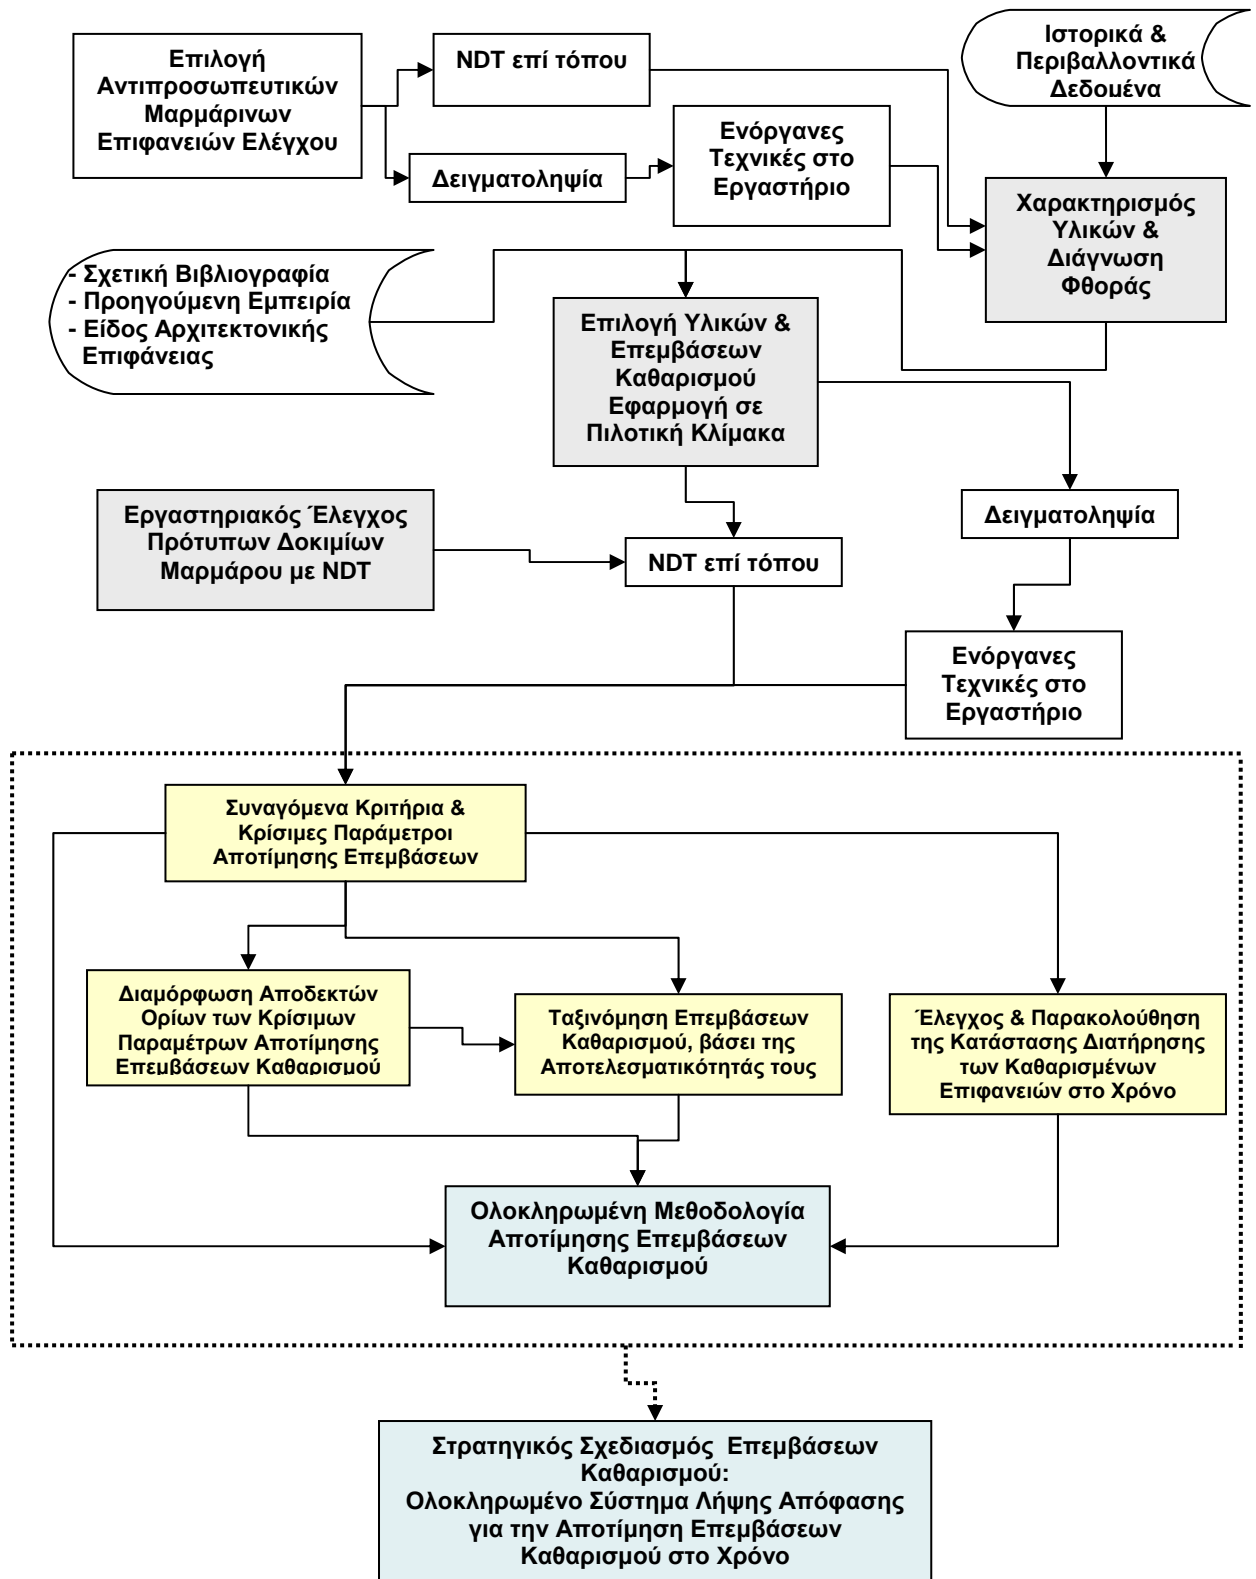 Επιλογή
Αντιπροσωπευτικών
Μαρμάρινων
Επιφανειών Ελέγχου
NDT επί τόπου
Ιστορικά &
Περιβαλλοντικά
Δεδομένα
Δειγματοληψία
Ενόργανες
Τεχνικές στο
Εργαστήριο
Χαρακτηρισμός
Υλικών &
Διάγνωση
Φθοράς
- Σχετική Βιβλιογραφία
- Προηγούμενη Εμπειρία
- Είδος Αρχιτεκτονικής
Επιφάνειας
Επιλογή Υλικών &
Επεμβάσεων
Καθαρισμού
Εφαρμογή σε
Πιλοτική Κλίμακα
Εργαστηριακός Έλεγχος
Πρότυπων Δοκιμίων
Μαρμάρου με NDT
NDT επί τόπου
Δειγματοληψία
Ενόργανες
Τεχνικές στο
Εργαστήριο
Συναγόμενα Κριτήρια &
Κρίσιμες Παράμετροι
Αποτίμησης Επεμβάσεων
Διαμόρφωση Αποδεκτών
Ορίων των Κρίσιμων
Παραμέτρων Αποτίμησης
Επεμβάσεων Καθαρισμού
Ταξινόμηση Επεμβάσεων
Καθαρισμού, βάσει της
Αποτελεσματικότητάς τους
Έλεγχος & Παρακολούθηση
της Κατάστασης Διατήρησης
των Καθαρισμένων
Επιφανειών στο Χρόνο
Ολοκληρωμένη Μεθοδολογία
Αποτίμησης Επεμβάσεων
Καθαρισμού
Στρατηγικός Σχεδιασμός Επεμβάσεων
Καθαρισμού:
Ολοκληρωμένο Σύστημα Λήψης Απόφασης
για την Αποτίμηση Επεμβάσεων
Καθαρισμού στο Χρόνο